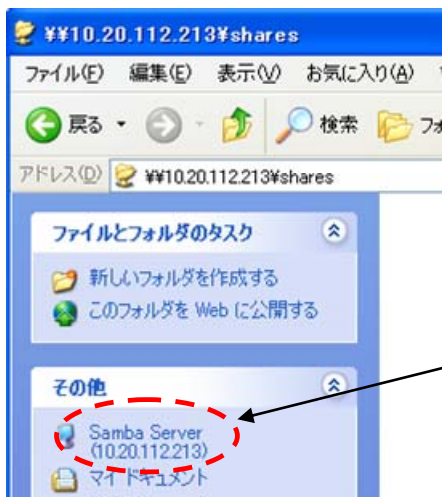 ¥¥10.20.112.213¥shares
ファイル(F) 編集(E) 表示(V) お気に入り(A)
戻る 検索
アドレス(D) ¥¥10.20.112.213¥shares
ファイルとフォルダのタスク
新しいフォルダを作成する
このフォルダを Web に公開する
その他
Samba Server
(10.20.112.213)
マイ ドキュメント